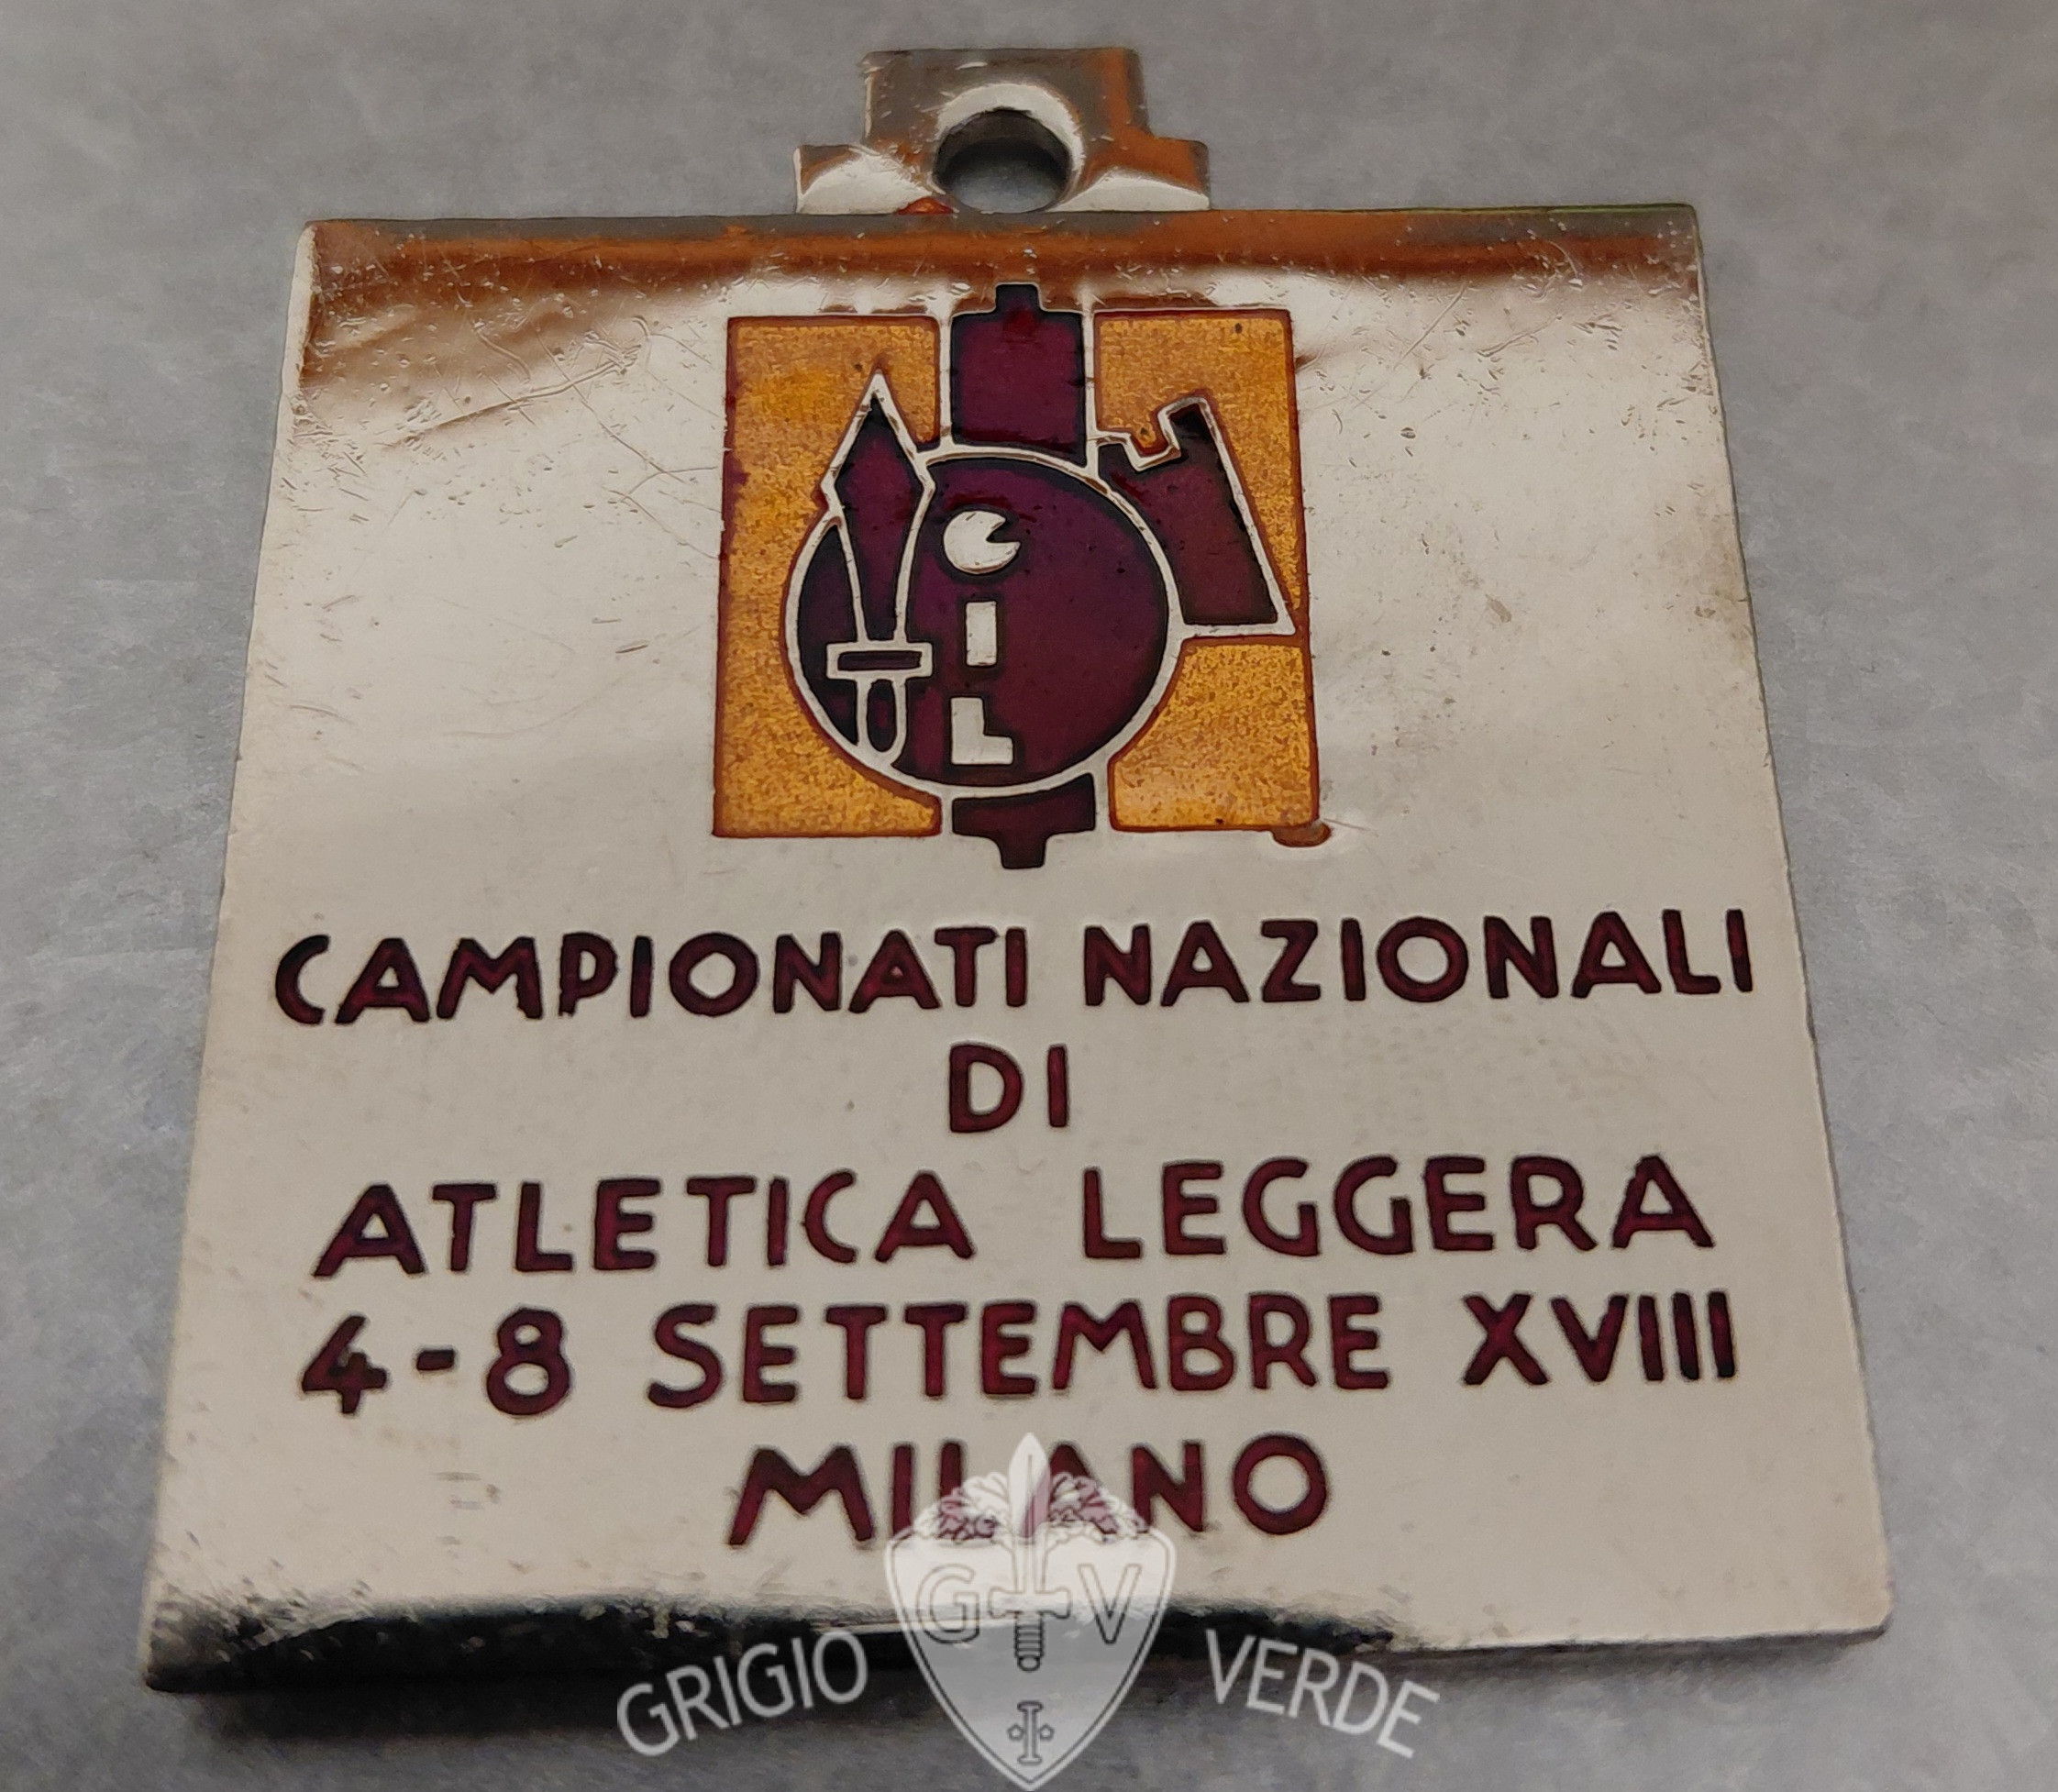 G
I
L
CAMPIONATI NAZIONALI
DI
ATLETICA LEGGERA
4-8 SETTEMBRE XVIII
MILANO
G V
GRIGIO VERDE